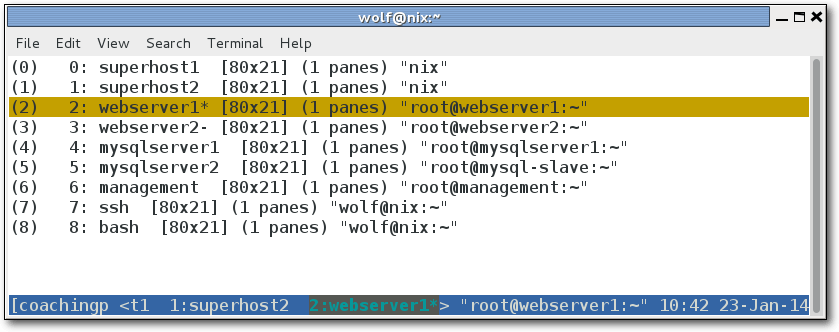 wolf@nix:~
File Edit View Search Terminal Help
(0) 0: superhost1 [80x21] (1 panes) "nix"
(1) 1: superhost2 [80x21] (1 panes) "nix"
(2) 2: webserver1* [80x21] (1 panes) "root@webserver1:~"
(3) 3: webserver2- [80x21] (1 panes) "root@webserver2:~"
(4) 4: mysqlserver1 [80x21] (1 panes) "root@mysqlserver1:~"
(5) 5: mysqlserver2 [80x21] (1 panes) "root@mysql-slave:~"
(6) 6: management [80x21] (1 panes) "root@management:~"
(7) 7: ssh [80x21] (1 panes) "wolf@nix:~"
(8) 8: bash [80x21] (1 panes) "wolf@nix:~"
[coachingp <t1 1:superhost2 2:webserver1*> "root@webserver1:~" 10:42 23-Jan-14